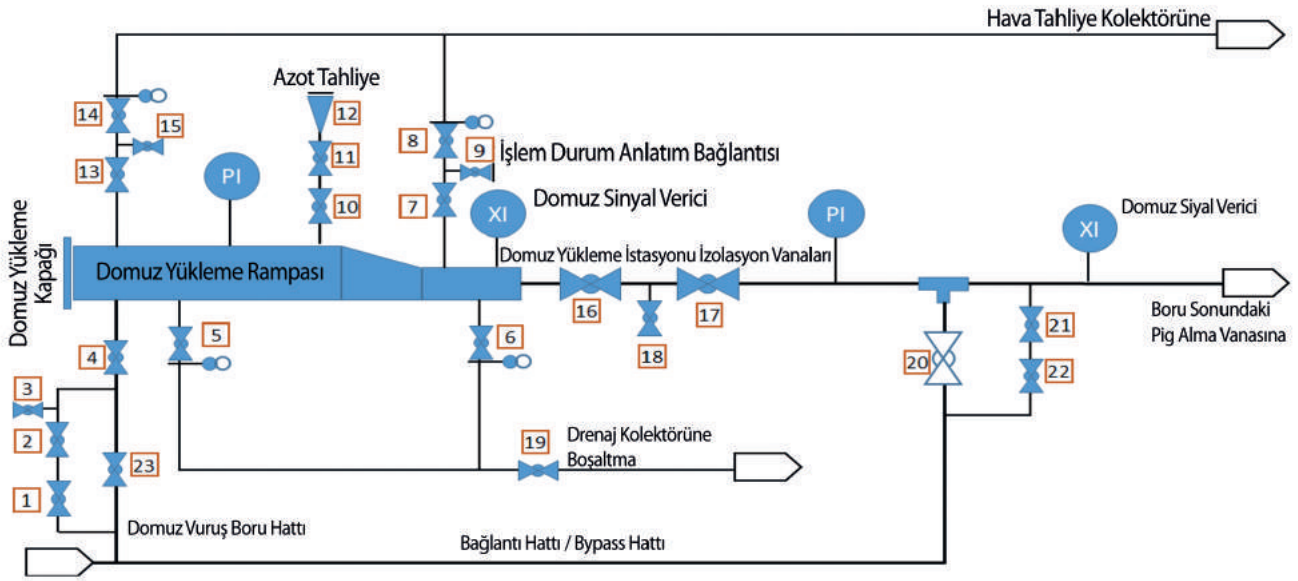 Hava Tahliye Kolektörüne
Azot Tahliye
14
15
13
12
11
10
8
9
7
İşlem Durum Anlatım Bağlantısı
PI
XI
Domuz Sinyal Verici
PI
XI
Domuz Siyal Verici
Domuz Yükleme
Kapağı
Domuz Yükleme Rampası
Domuz Yükleme İstasyonu İzolasyon Vanaları
16
17
18
Boru Sonundaki
Pig Alma Vanasına
4
5
6
20
21
22
3
2
1
23
19
Drenaj Kolektörüne
Boşaltma
Domuz Vuruş Boru Hattı
Bağlantı Hattı / Bypass Hattı